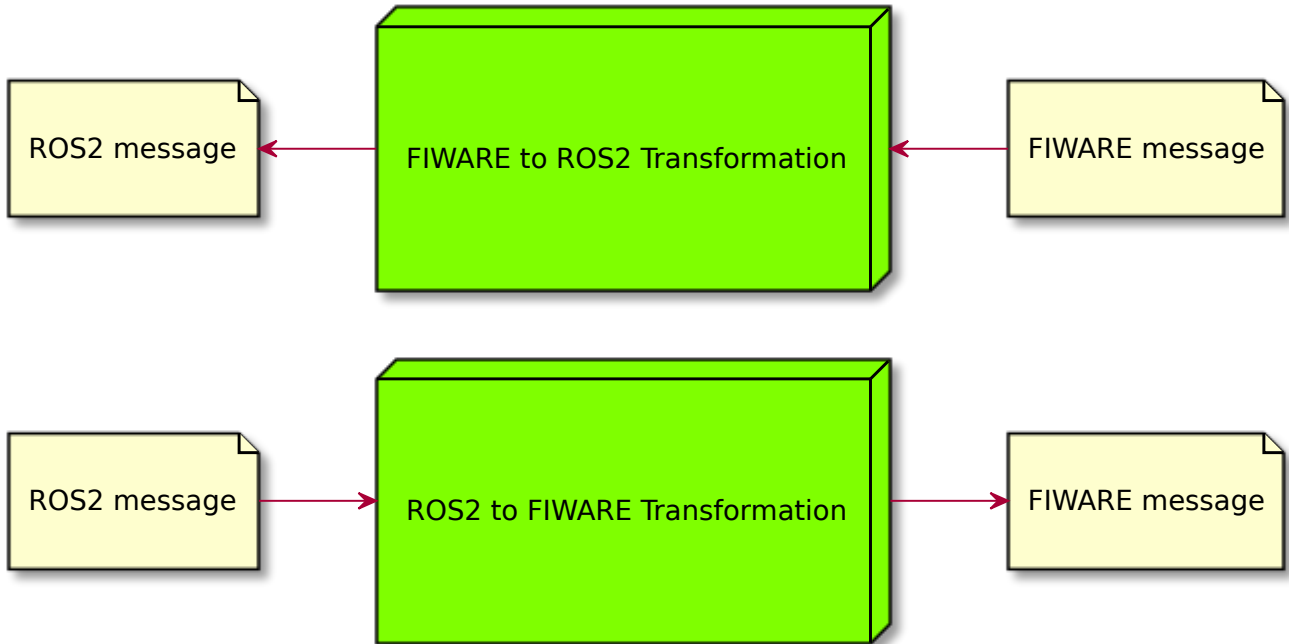 ROS2 message
FIWARE to ROS2 Transformation
FIWARE message
ROS2 message
ROS2 to FIWARE Transformation
FIWARE message